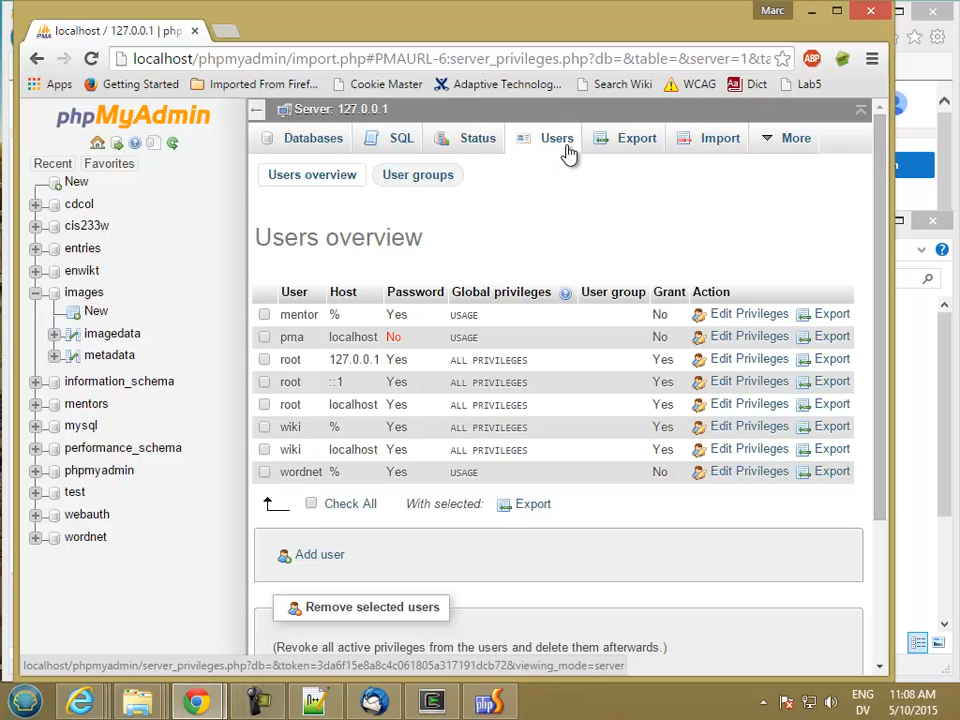 Marc
localhost / 127.0.0.1 | php
localhost/phpmyadmin/import.php#PMAURL-6:server_privileges.php?db=&table=&server=1&ta
ABP
Apps Getting Started Imported From Firef... Cookie Master Adaptive Technolog... Search Wiki WCAG Dict Lab5
phpMyAdmin
Recent Favorites
New
cdcol
cis233w
entries
enwikt
images
New
imagedata
metadata
information_schema
mentors
mysql
performance_schema
phpmyadmin
test
webauth
wordnet
Server: 127.0.0.1
Databases SQL Status Users Export Import More
Users overview User groups
Users overview
User Host Password Global privileges User group Grant Action
mentor % Yes USAGE No Edit Privileges Export
pma localhost No USAGE No Edit Privileges Export
root 127.0.0.1 Yes ALL PRIVILEGES Yes Edit Privileges Export
root ::1 Yes ALL PRIVILEGES Yes Edit Privileges Export
root localhost Yes ALL PRIVILEGES Yes Edit Privileges Export
wiki % Yes ALL PRIVILEGES Yes Edit Privileges Export
wiki localhost Yes ALL PRIVILEGES Yes Edit Privileges Export
wordnet % Yes USAGE No Edit Privileges Export
Check All With selected: Export
Add user
Remove selected users
(Revoke all active privileges from the users and delete them afterwards.)
localhost/phpmyadmin/server_privileges.php?db=&token=3da6f15e8a8c4c061805a317191dcb72&viewing_mode=server
ENG 11:08 AM
DV 5/10/2015